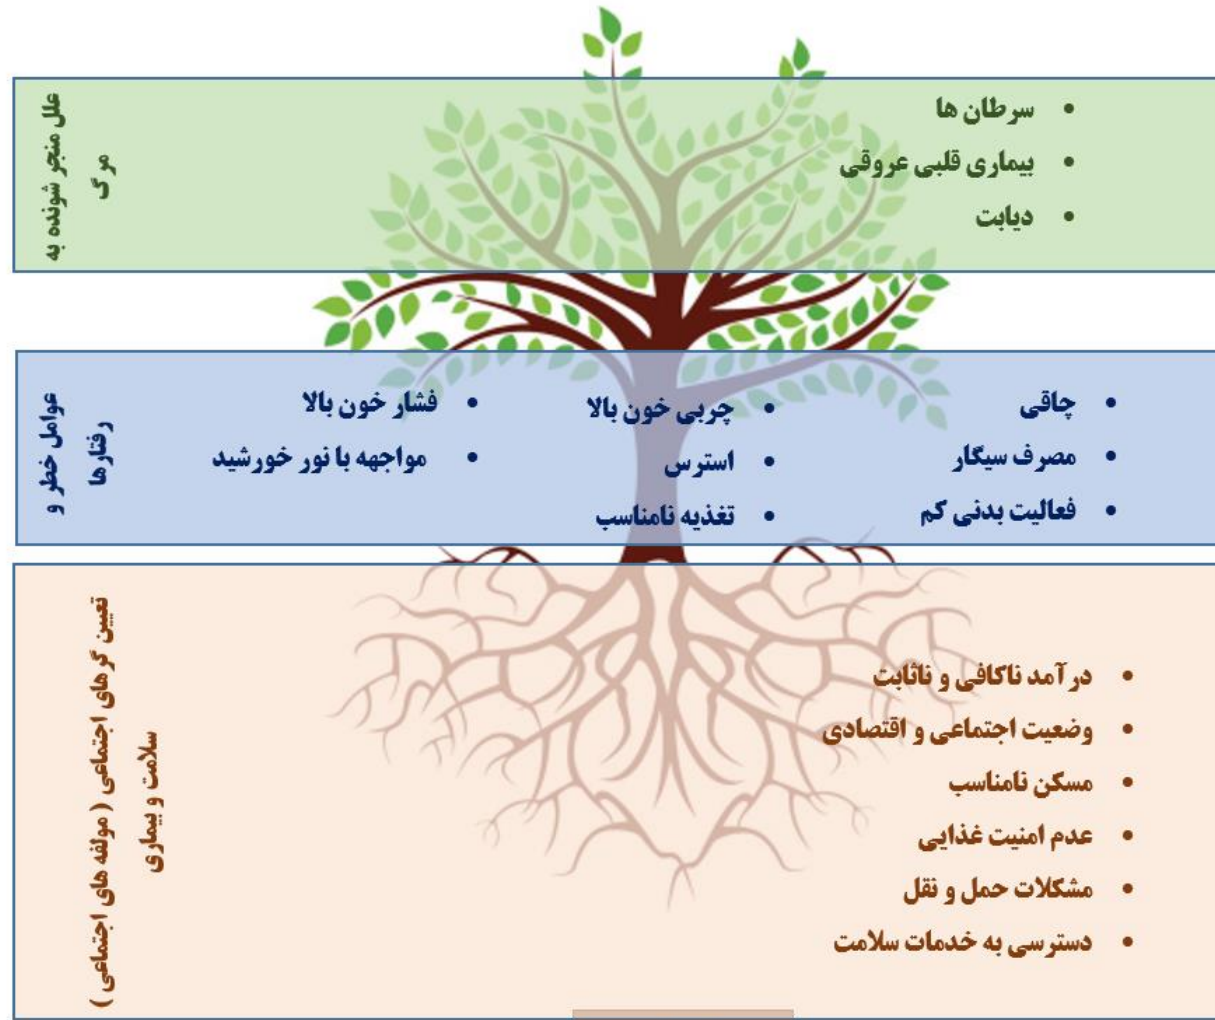 علل منجر شونده به
مرگ
سرطان ها
بیماری قلبی عروقی
دیابت
عوامل خطر و
رفتارها
چاقی
مصرف سیگار
فعالیت بدنی کم
چربی خون بالا
استرس
تغذیه نامناسب
فشار خون بالا
مواجهه با نور خورشید
تعیین گرهای اجتماعی ( مولفه های اجتماعی )
سلامت و بیماری
درآمد ناکافی و ناثابت
وضعیت اجتماعی و اقتصادی
مسکن نامناسب
عدم امنیت غذایی
مشکلات حمل و نقل
دسترسی به خدمات سلامت